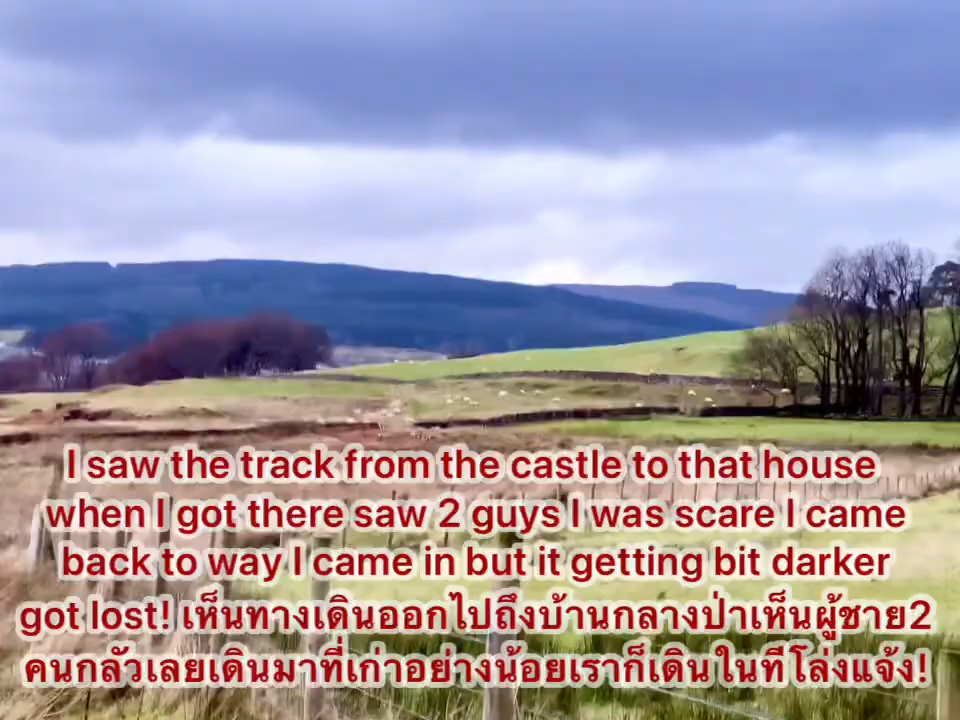 I saw the track from the castle to that house
when I got there saw 2 guys I was scare I came
back to way I came in but it getting bit darker
got lost! เห็นทางเดินออกไปถึงบ้านกลางป่าเห็นผู้ชาย2
คนกลัวเลยเดินมาที่เก่าอย่างน้อยเราก็เดินในทีโล่งแจ้ง!